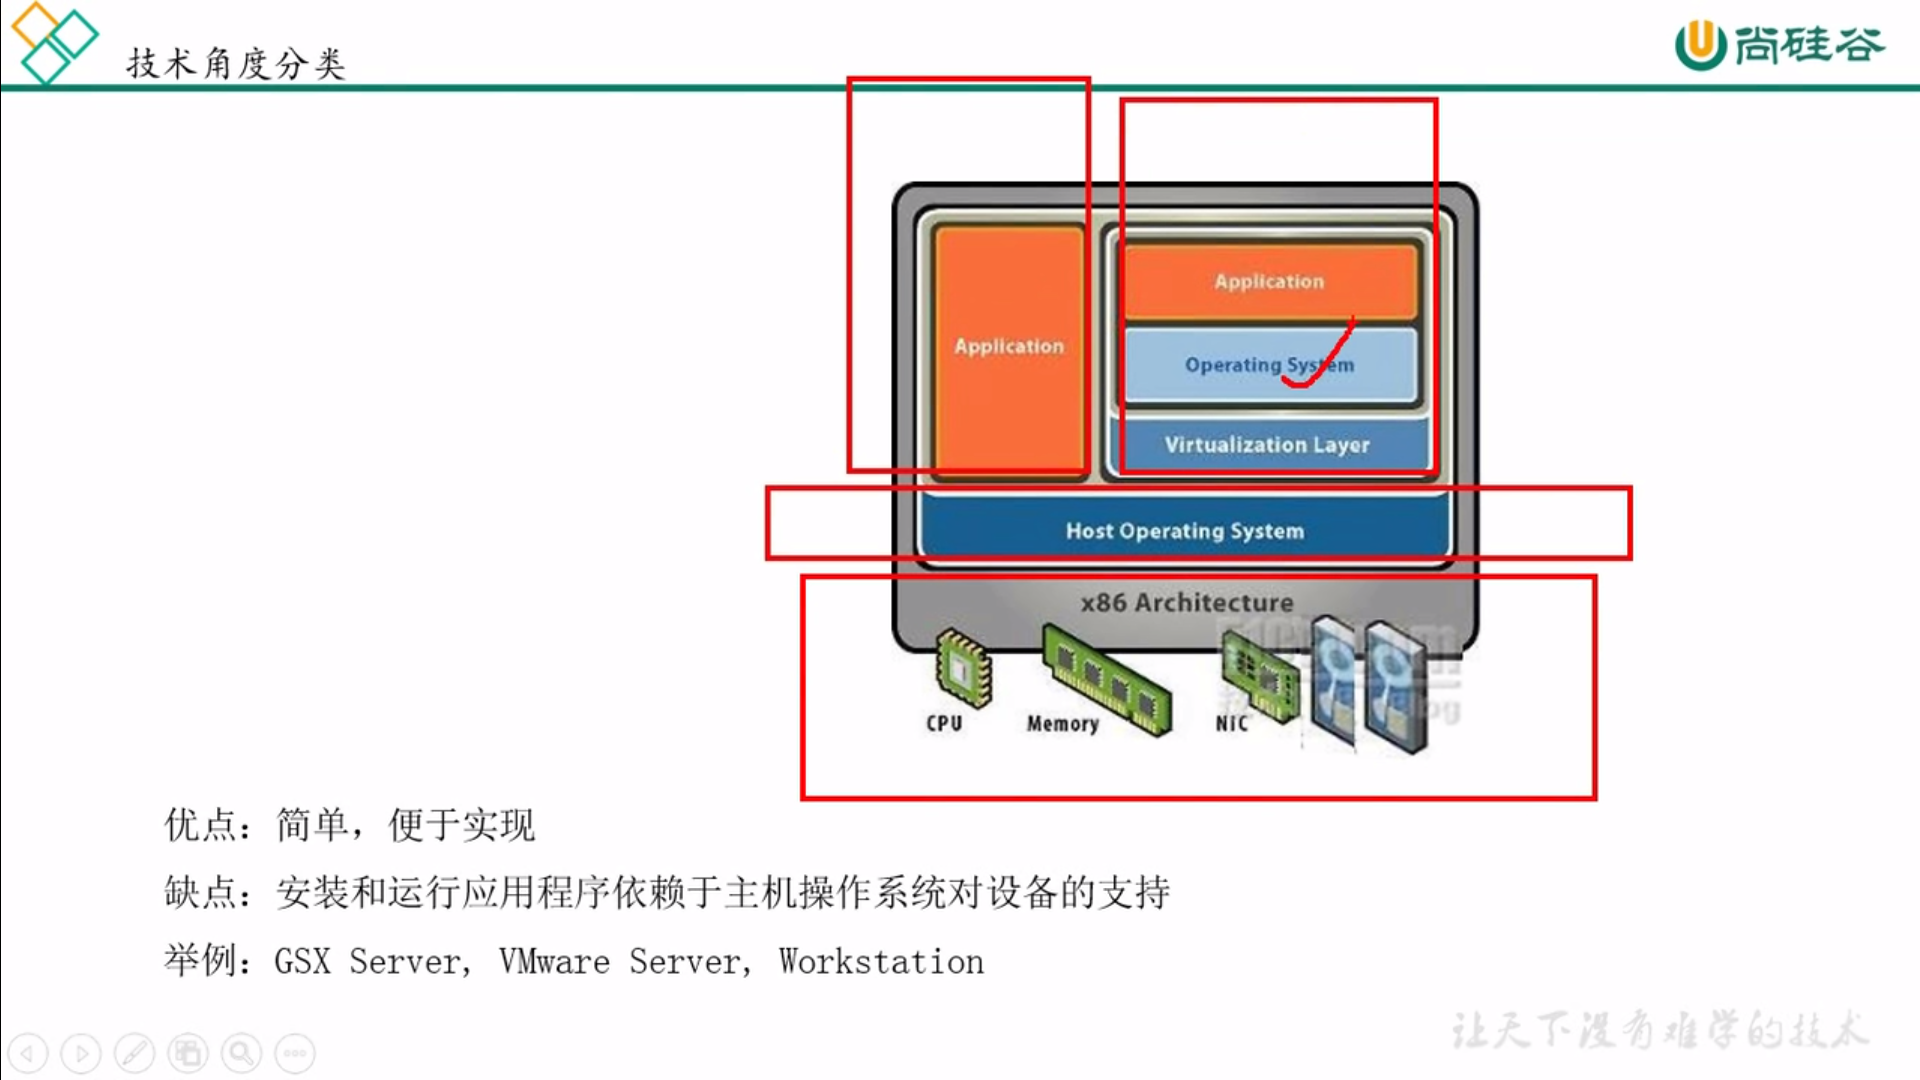 技术角度分类
尚硅谷
Application
Application
Operating System
Virtualization Layer
Host Operating System
x86 Architecture
CPU
Memory
NIC
优点：简单，便于实现
缺点：安装和运行应用程序依赖于主机操作系统对设备的支持
举例：GSX Server, VMware Server, Workstation
让天下没有难学的技术